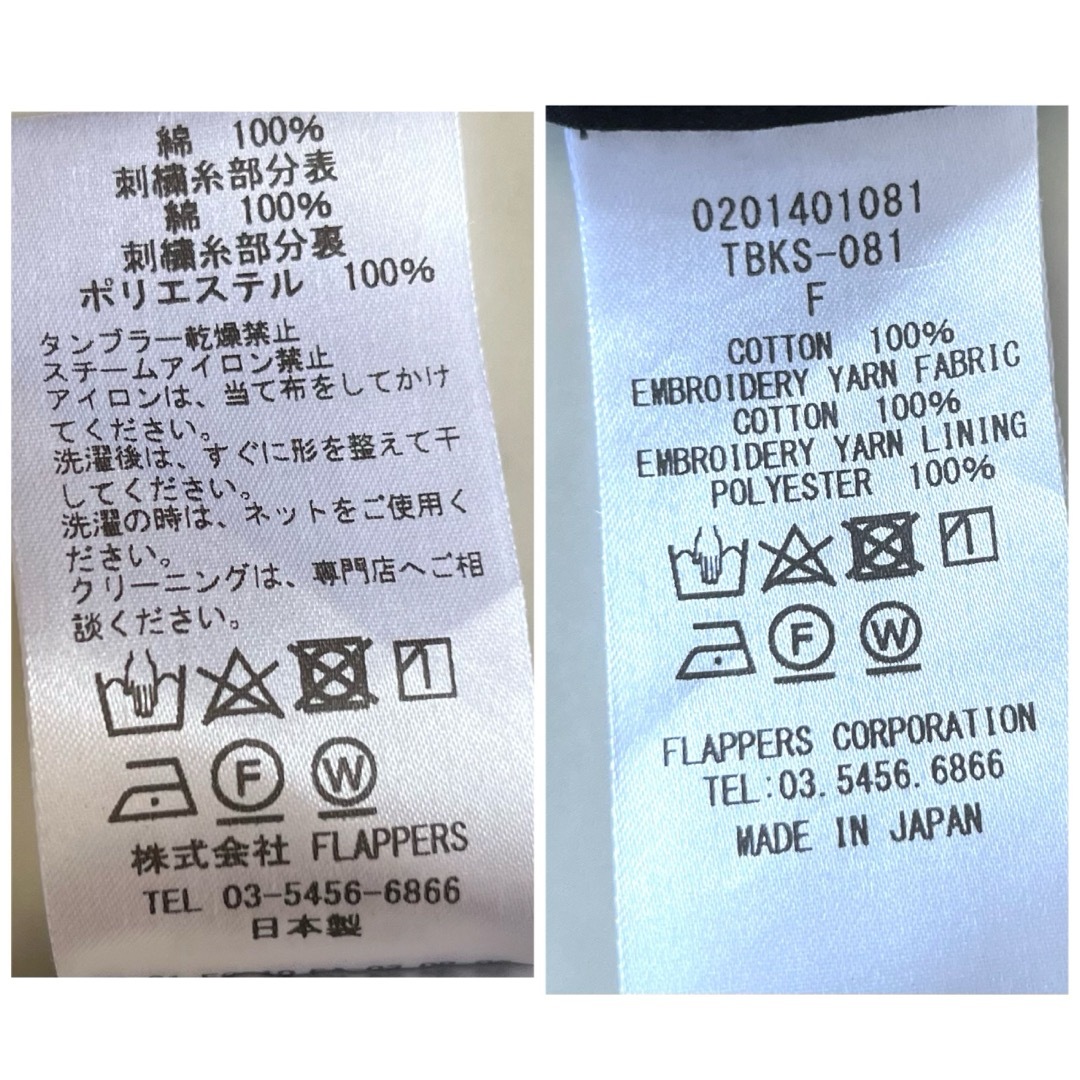 綿 100%
刺繍糸部分表
綿 100%
刺繍糸部分裏
ポリエステル 100%
タンブラー乾燥禁止
スチームアイロン禁止
アイロンは、当て布をしてかけ
てください。
洗濯後は、すぐに形を整えて干
してください。
洗濯の時は、ネットをご使用く
ださい。
クリーニングは、専門店へご相
談ください。
F W
株式会社 FLAPPERS
TEL 03-5456-6866
日本製
0201401081
TBKS-081
F
COTTON 100%
EMBROIDERY YARN FABRIC
COTTON 100%
EMBROIDERY YARN LINING
POLYESTER 100%
F W
FLAPPERS CORPORATION
TEL:03.5456.6866
MADE IN JAPAN